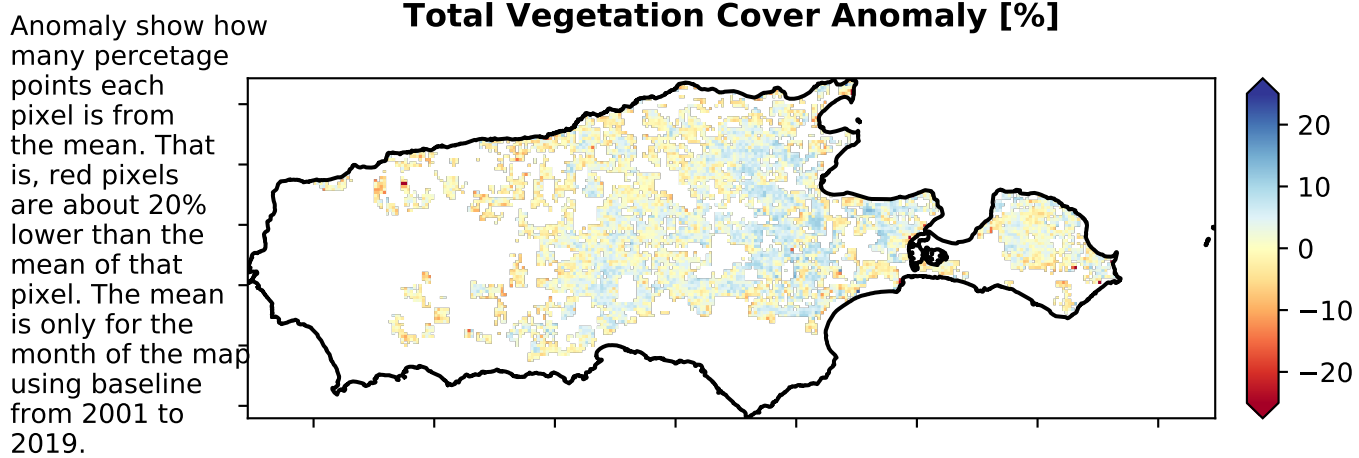 Total Vegetation Cover Anomaly [%]
Anomaly show how
many percetage
points each
pixel is from
the mean. That
is, red pixels
are about 20%
lower than the
mean of that
pixel. The mean
is only for the
month of the map
using baseline
from 2001 to
2019.
20
10
0
−10
−20